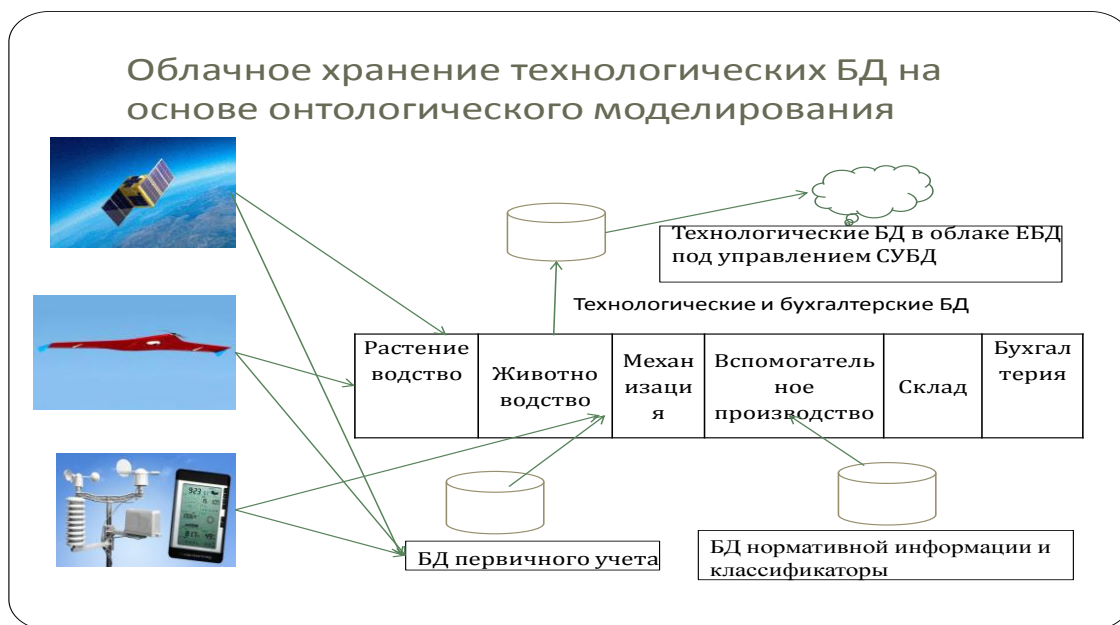 Облачное хранение технологических БД на
основе онтологического моделирования
Технологические БД в облаке ЕБД
под управлением СУБД
Технологические и бухгалтерские БД
Растение
водство
Животно
водство
Механ
изаци
я
Вспомогатель
ное
производство
Склад
Бухгал
терия
БД первичного учета
БД нормативной информации и
классификаторы